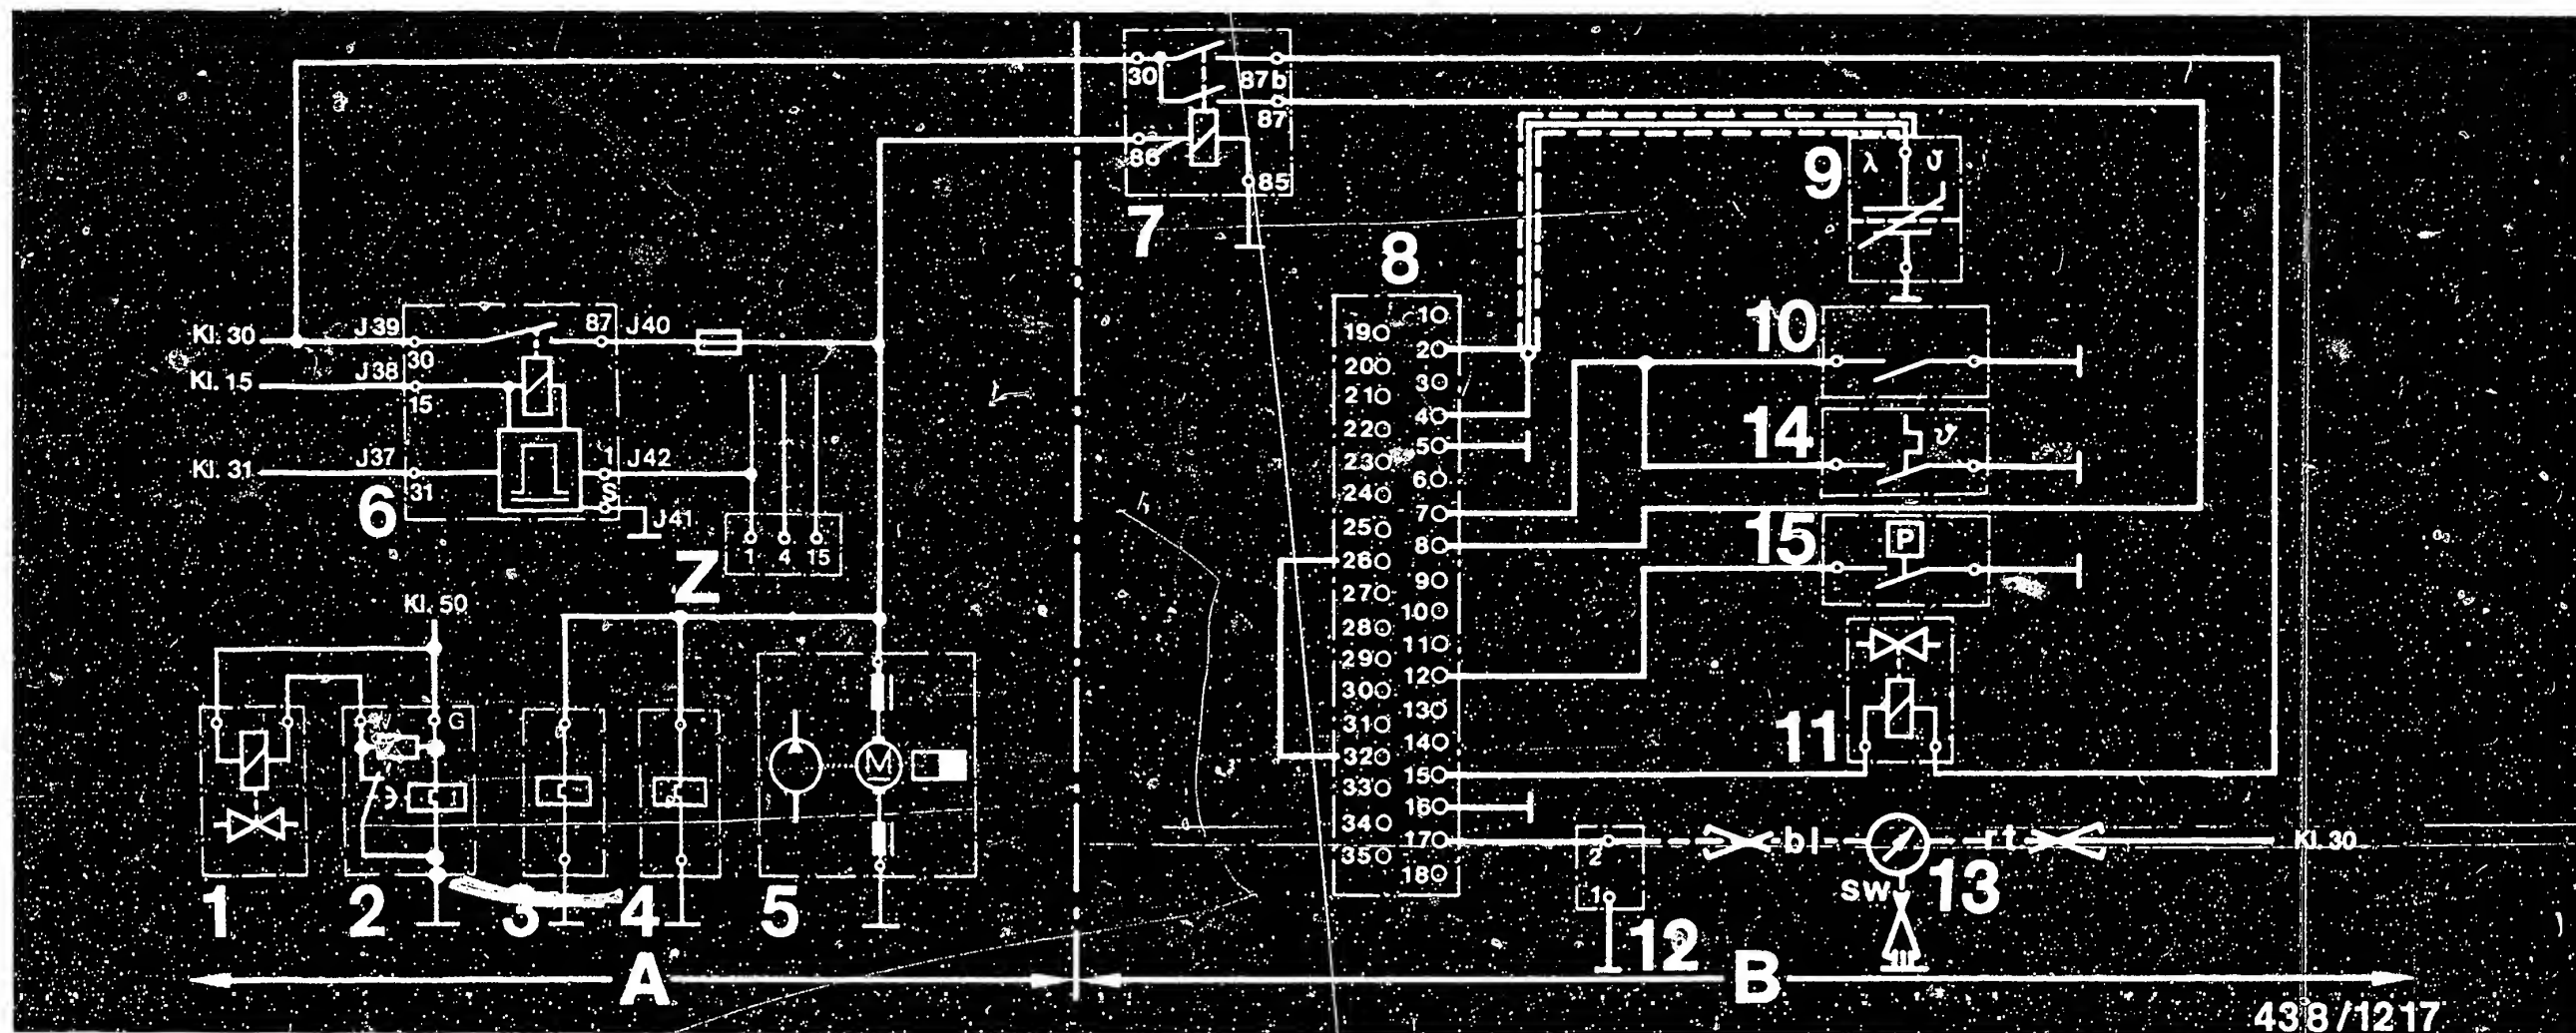 30
87b
87
86
85
7
λ
ϑ
9
8
10
Kl. 30
J39
30
87
J40
Kl. 15
J38
15
Kl. 31
J37
31
1
J42
S
J41
6
1
4
15
Z
14
ϑ
15
P
1
19
2
20
3
21
4
22
5
23
6
24
7
25
8
26
9
27
10
28
11
29
12
30
13
31
14
32
15
33
16
34
17
35
18
Kl. 50
G
M
11
2
bl
rt
Kl. 30
1
sw
13
12
1
2
3
4
5
A
B
438/1217